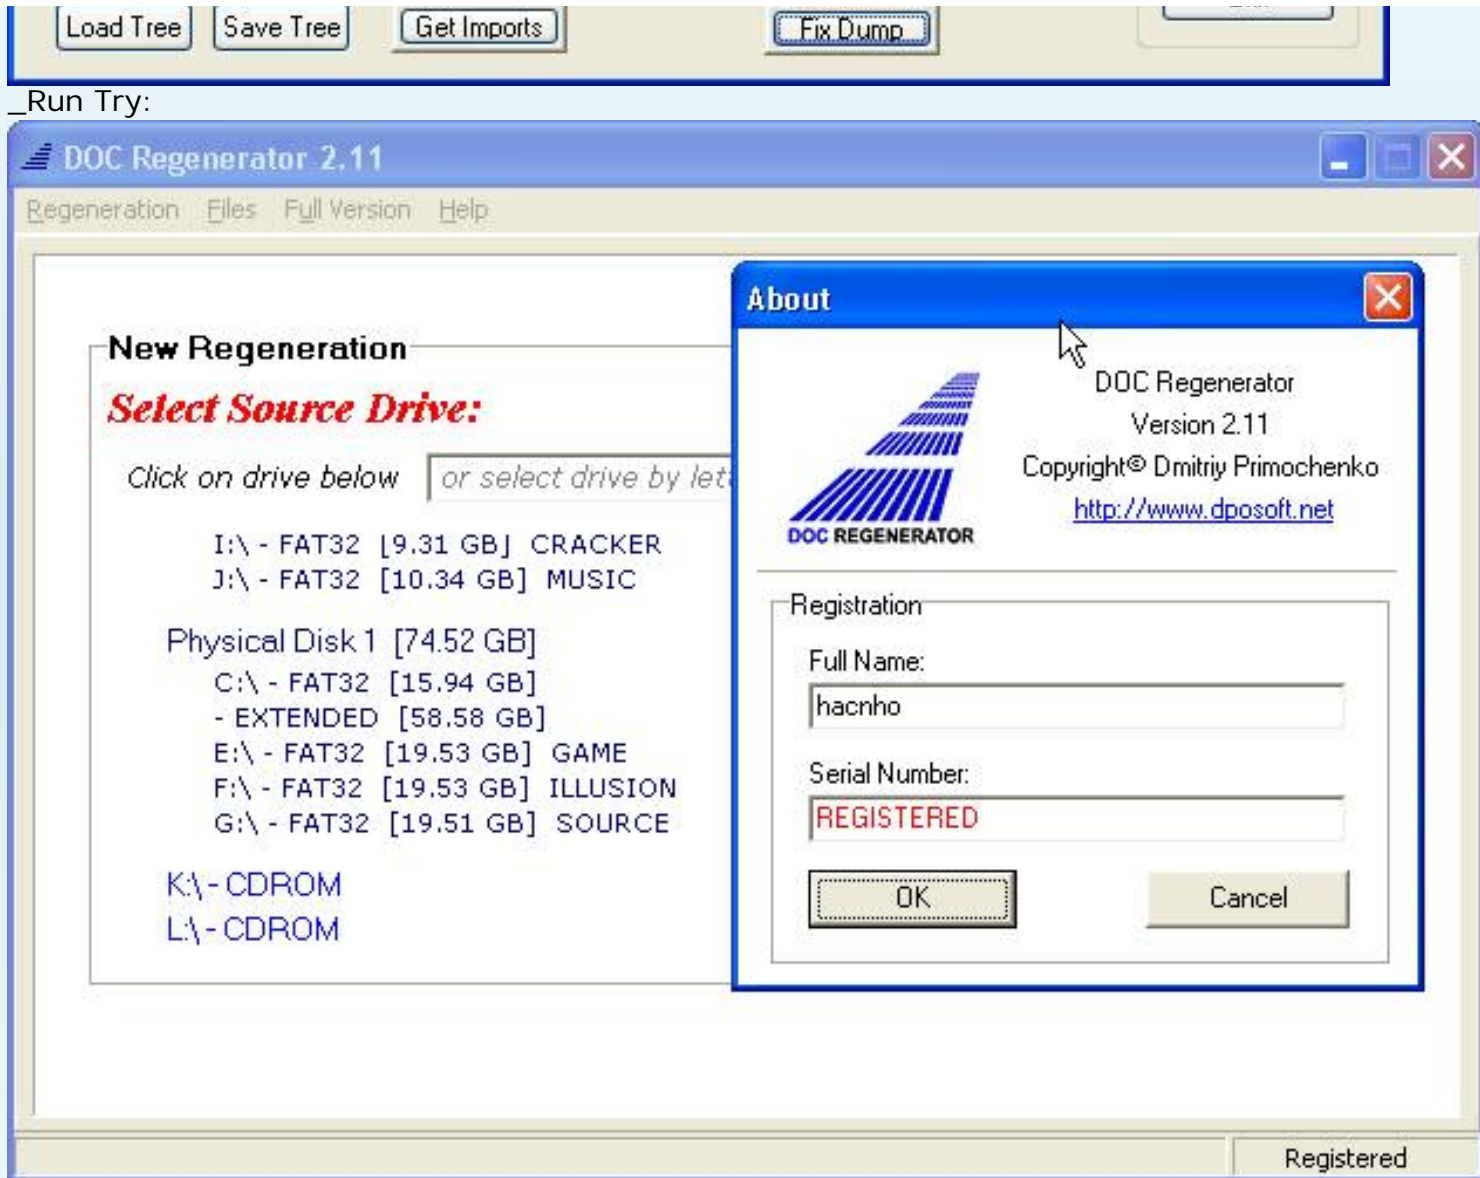 Load Tree Save Tree Get Imports Fix Dump
_Run Try:
DOC Regenerator 2.11
Regeneration Files Full Version Help
New Regeneration
Select Source Drive:
Click on drive below or select drive by lett
I:\ - FAT32 [9.31 GB] CRACKER
J:\ - FAT32 [10.34 GB] MUSIC
Physical Disk 1 [74.52 GB]
C:\ - FAT32 [15.94 GB]
- EXTENDED [58.58 GB]
E:\ - FAT32 [19.53 GB] GAME
F:\ - FAT32 [19.53 GB] ILLUSION
G:\ - FAT32 [19.51 GB] SOURCE
K:\ - CDROM
L:\ - CDROM
About
DOC REGENERATOR
DOC Regenerator
Version 2.11
Copyright© Dmitriy Primochenko
http://www.dposoft.net
Registration
Full Name:
hacnho
Serial Number:
REGISTERED
OK Cancel
Registered